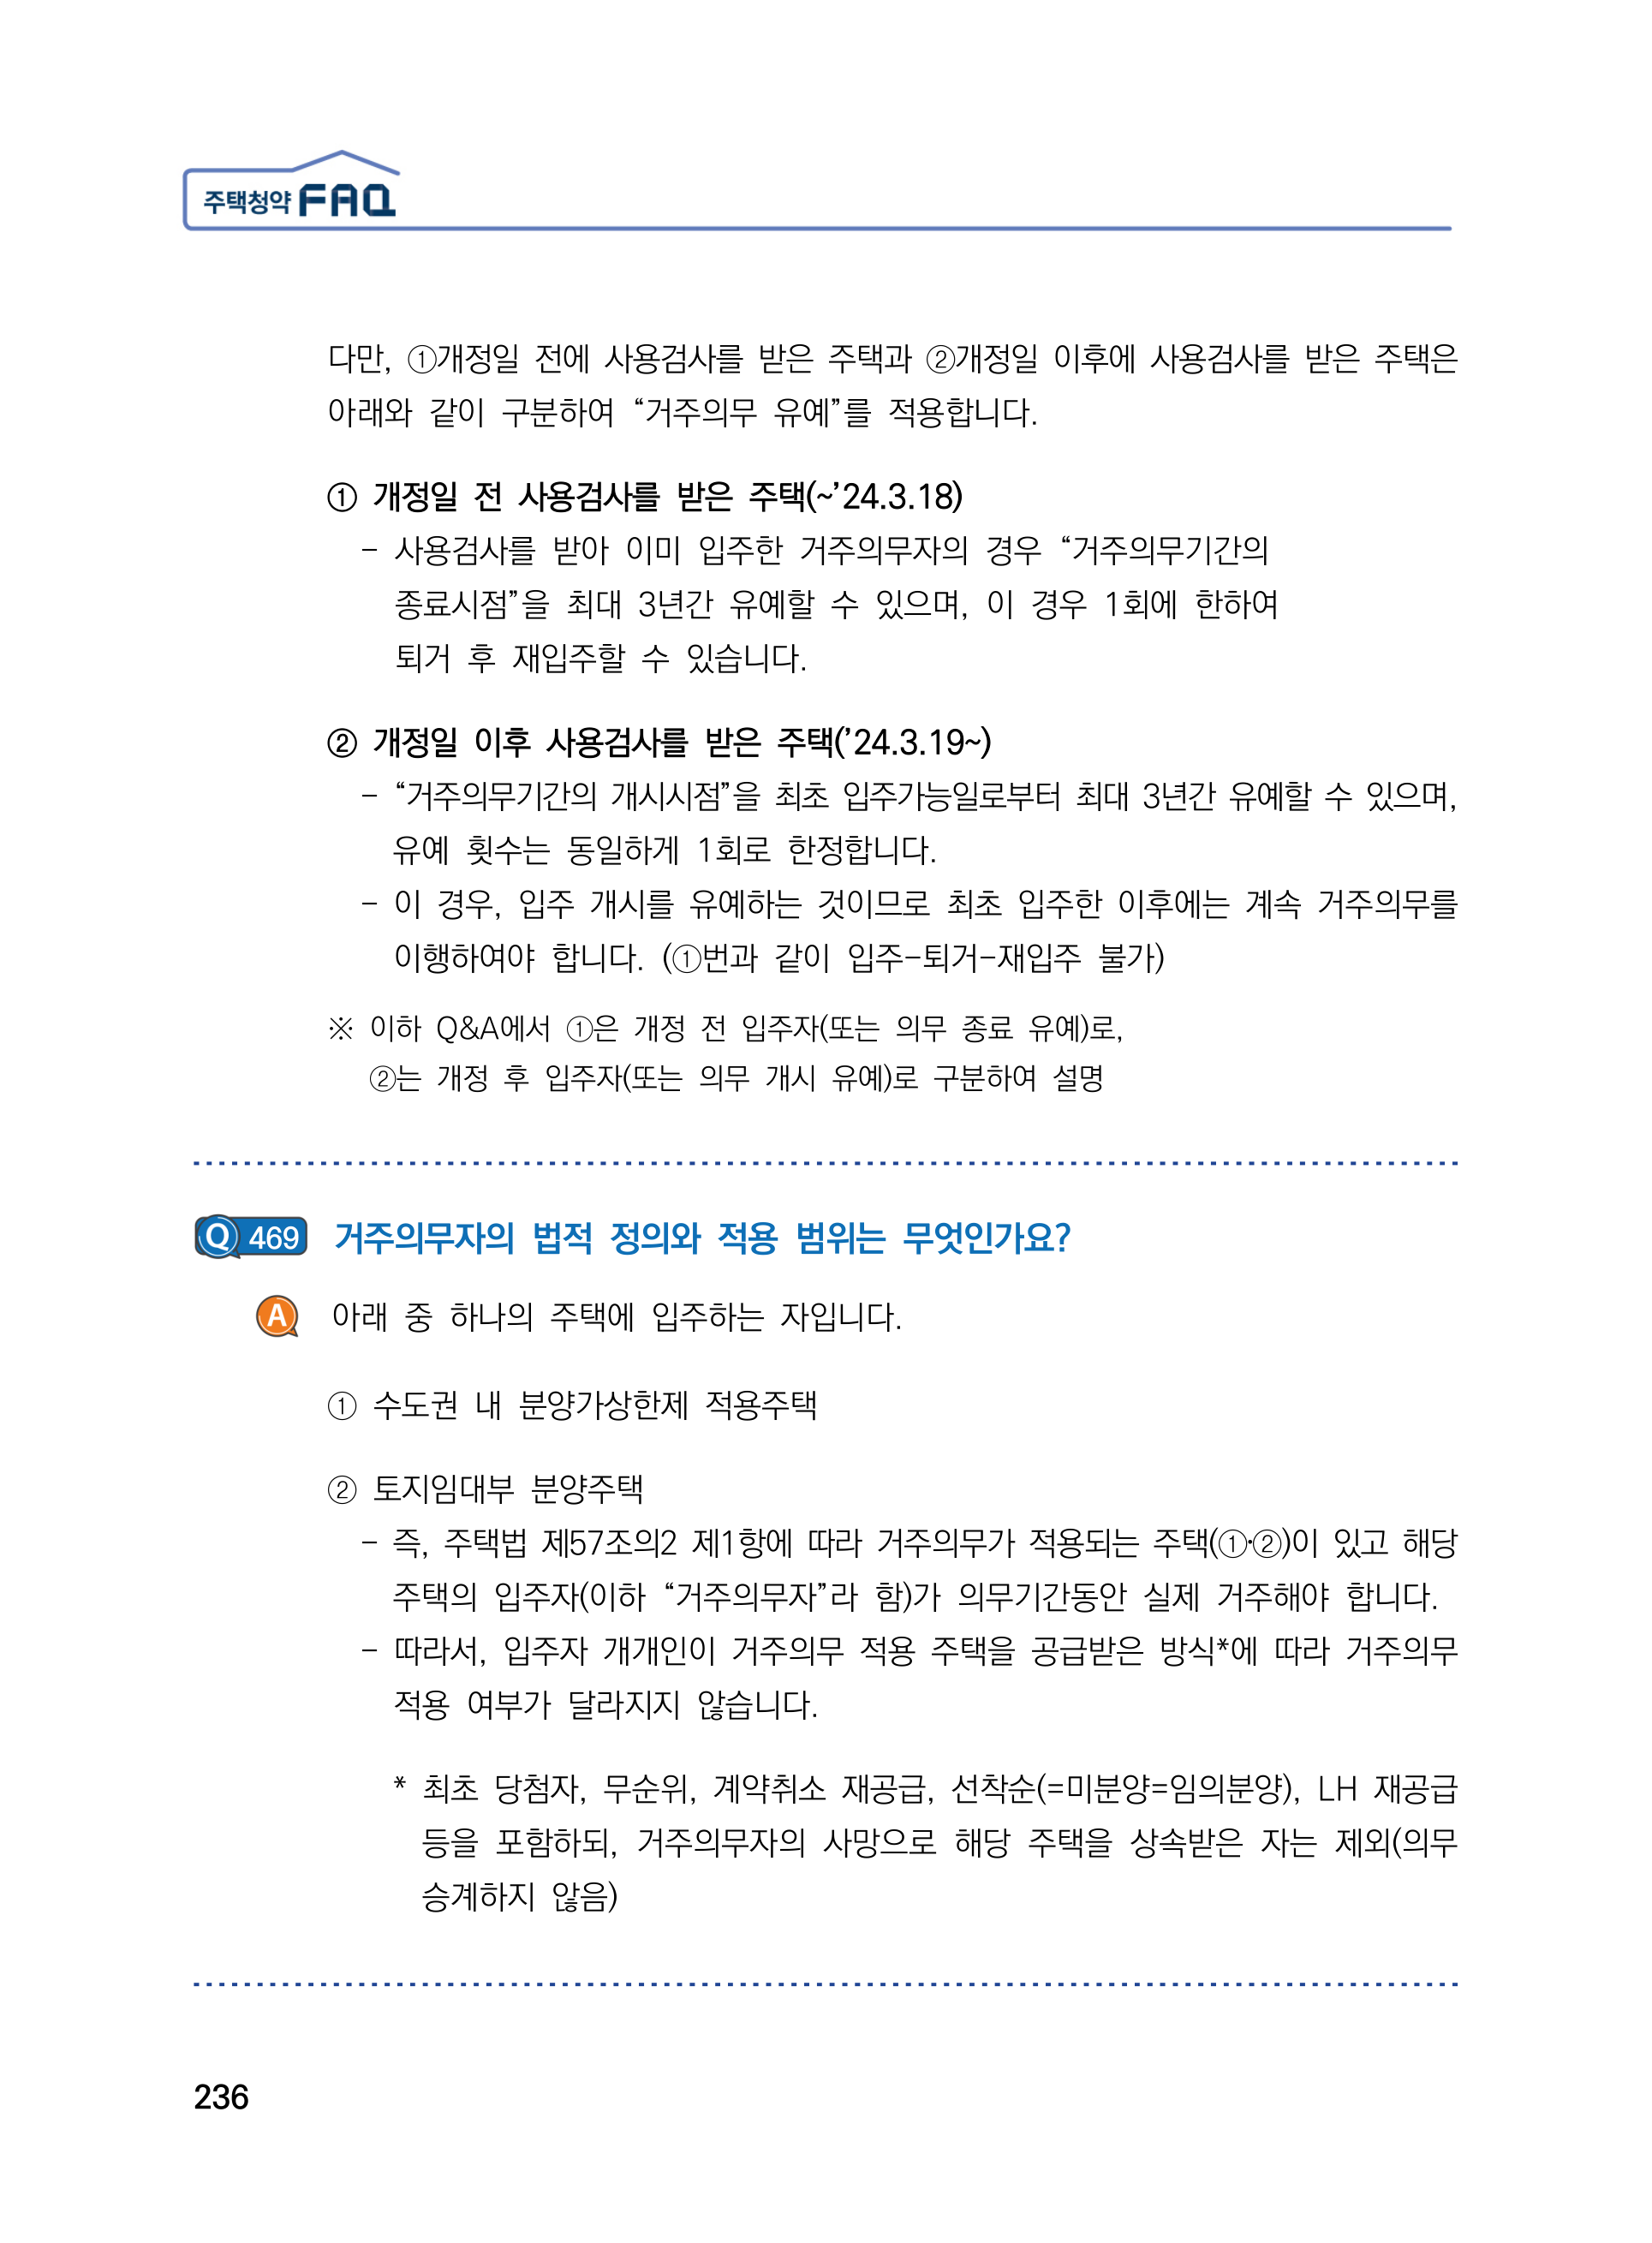 주택청약 FAQ
다만, ①개정일 전에 사용검사를 받은 주택과 ②개정일 이후에 사용검사를 받은 주택은
아래와 같이 구분하여 “거주의무 유예”를 적용합니다.
① 개정일 전 사용검사를 받은 주택(~’24.3.18)
- 사용검사를 받아 이미 입주한 거주의무자의 경우 “거주의무기간의
종료시점”을 최대 3년간 유예할 수 있으며, 이 경우 1회에 한하여
퇴거 후 재입주할 수 있습니다.
② 개정일 이후 사용검사를 받은 주택(’24.3.19~)
- “거주의무기간의 개시시점”을 최초 입주가능일로부터 최대 3년간 유예할 수 있으며,
유예 횟수는 동일하게 1회로 한정합니다.
- 이 경우, 입주 개시를 유예하는 것이므로 최초 입주한 이후에는 계속 거주의무를
이행하여야 합니다. (①번과 같이 입주-퇴거-재입주 불가)
※ 이하 Q&A에서 ①은 개정 전 입주자(또는 의무 종료 유예)로,
②는 개정 후 입주자(또는 의무 개시 유예)로 구분하여 설명
Q 469 거주의무자의 법적 정의와 적용 범위는 무엇인가요?
A 아래 중 하나의 주택에 입주하는 자입니다.
① 수도권 내 분양가상한제 적용주택
② 토지임대부 분양주택
- 즉, 주택법 제57조의2 제1항에 따라 거주의무가 적용되는 주택(①·②)이 있고 해당
주택의 입주자(이하 “거주의무자”라 함)가 의무기간동안 실제 거주해야 합니다.
- 따라서, 입주자 개개인이 거주의무 적용 주택을 공급받은 방식*에 따라 거주의무
적용 여부가 달라지지 않습니다.
* 최초 당첨자, 무순위, 계약취소 재공급, 선착순(=미분양=임의분양), LH 재공급
등을 포함하되, 거주의무자의 사망으로 해당 주택을 상속받은 자는 제외(의무
승계하지 않음)
236